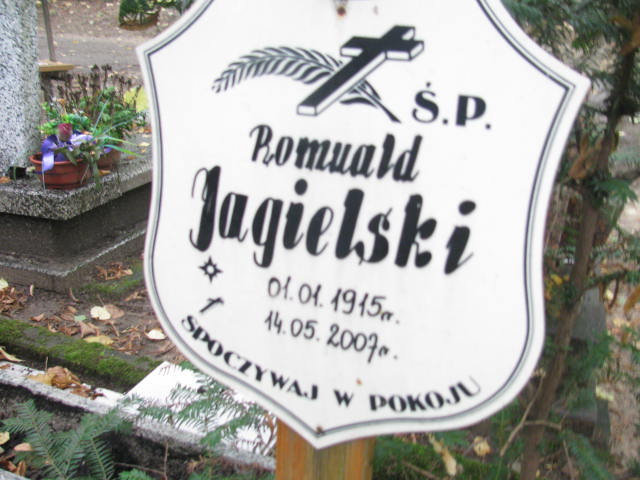 Ś.P.
Romuald
Jagielski
01.01.1915r.
14.05.2007r.
SPOCZYWAJ W POKOJU